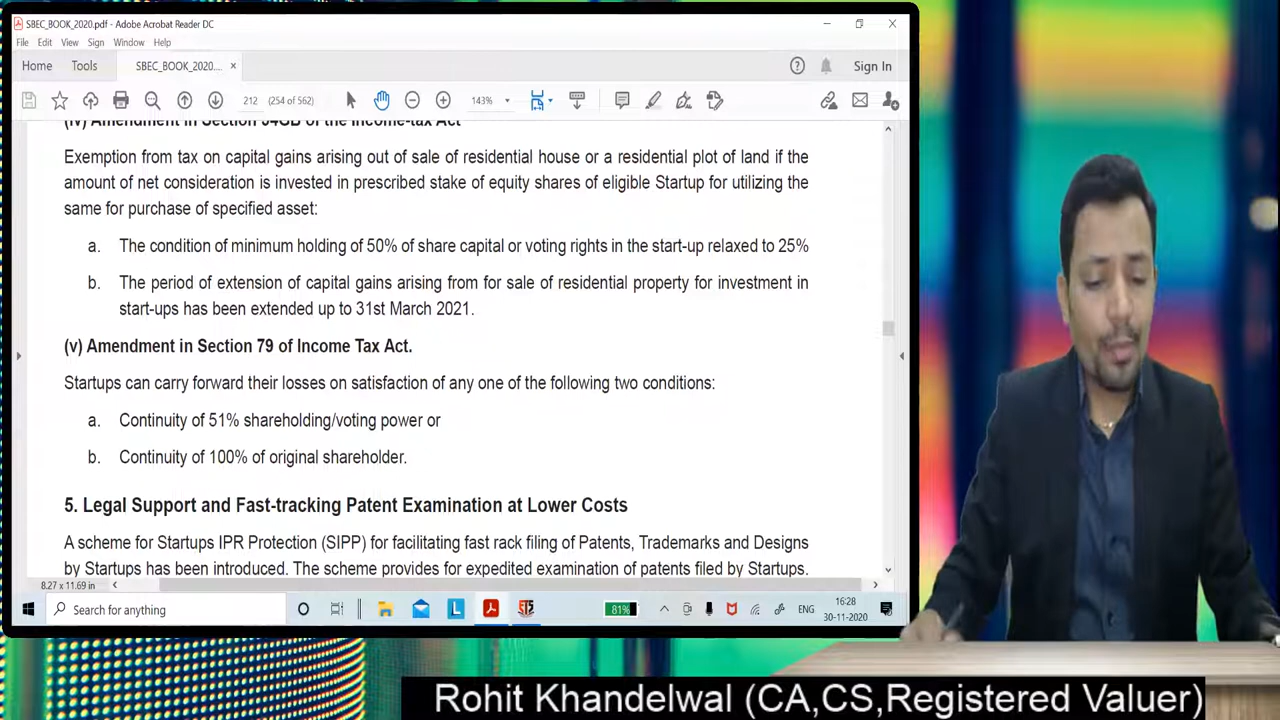 SBEC_BOOK_2020.pdf - Adobe Acrobat Reader DC
File Edit View Sign Window Help
Home Tools SBEC_BOOK_2020... × Sign In
212 (254 of 562) 143%
(iv) Amendment in Section 54GB of the Income-tax Act
Exemption from tax on capital gains arising out of sale of residential house or a residential plot of land if the
amount of net consideration is invested in prescribed stake of equity shares of eligible Startup for utilizing the
same for purchase of specified asset:
a. The condition of minimum holding of 50% of share capital or voting rights in the start-up relaxed to 25%
b. The period of extension of capital gains arising from for sale of residential property for investment in
start-ups has been extended up to 31st March 2021.
(v) Amendment in Section 79 of Income Tax Act.
Startups can carry forward their losses on satisfaction of any one of the following two conditions:
a. Continuity of 51% shareholding/voting power or
b. Continuity of 100% of original shareholder.
5. Legal Support and Fast-tracking Patent Examination at Lower Costs
A scheme for Startups IPR Protection (SIPP) for facilitating fast rack filing of Patents, Trademarks and Designs
by Startups has been introduced. The scheme provides for expedited examination of patents filed by Startups.
8.27 x 11.69 in
Search for anything 81% ENG 16:28
30-11-2020
Rohit Khandelwal (CA,CS,Registered Valuer)